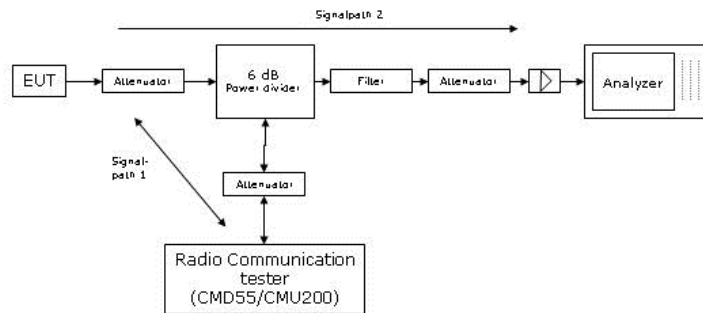 Signalpath 2
EUT
Attenuator
6 dB
Power divider
Filter
Attenuator
Analyzer
Signal-
path 1
Attenuator
Radio Communication
tester
(CMD55/CMU200)